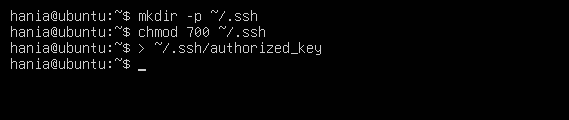 hania@ubuntu:~$ mkdir -p ~/.ssh
hania@ubuntu:~$ chmod 700 ~/.ssh
hania@ubuntu:~$ > ~/.ssh/authorized_key
hania@ubuntu:~$ _